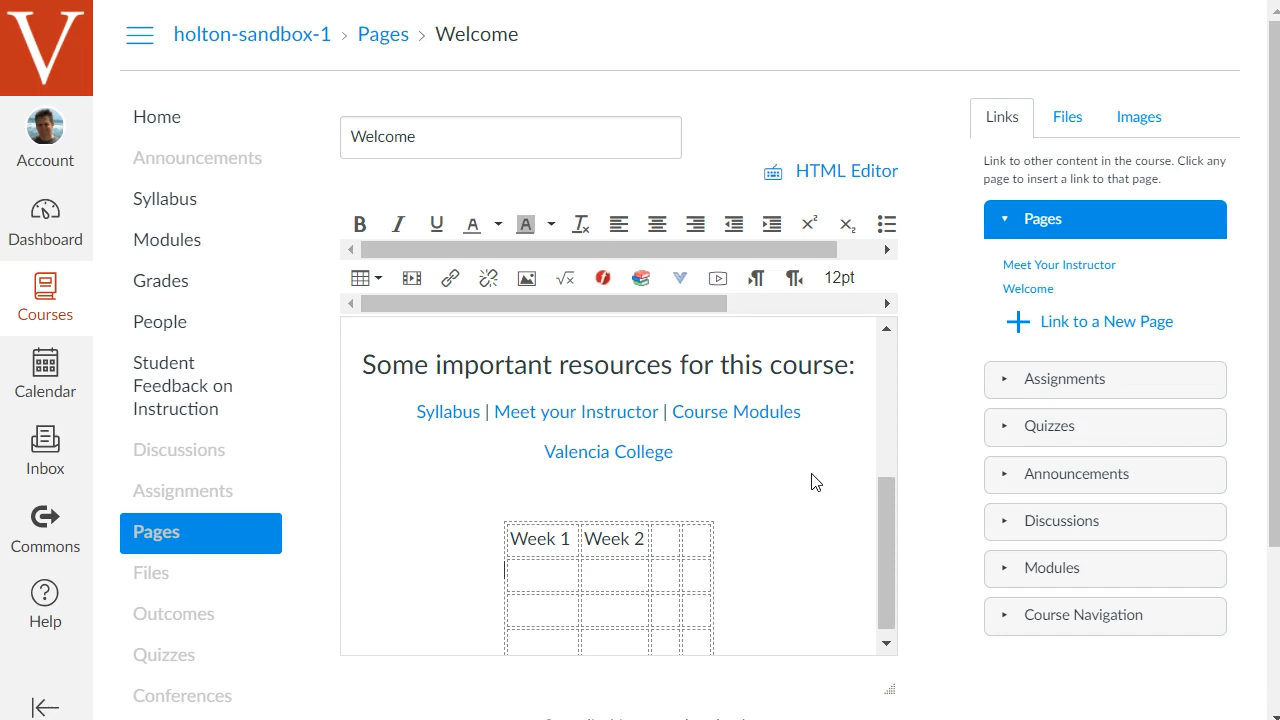 V
holton-sandbox-1 › Pages › Welcome
Account
Dashboard
Courses
Calendar
Inbox
Commons
Help
Home
Announcements
Syllabus
Modules
Grades
People
Student
Feedback on
Instruction
Discussions
Assignments
Pages
Files
Outcomes
Quizzes
Conferences
Welcome
HTML Editor
B I U A A Tx x² x₂
√x V 12pt
Some important resources for this course:
Syllabus | Meet your Instructor | Course Modules
Valencia College
Week 1 Week 2
Links Files Images
Link to other content in the course. Click any
page to insert a link to that page.
Pages
Meet Your Instructor
Welcome
Link to a New Page
Assignments
Quizzes
Announcements
Discussions
Modules
Course Navigation